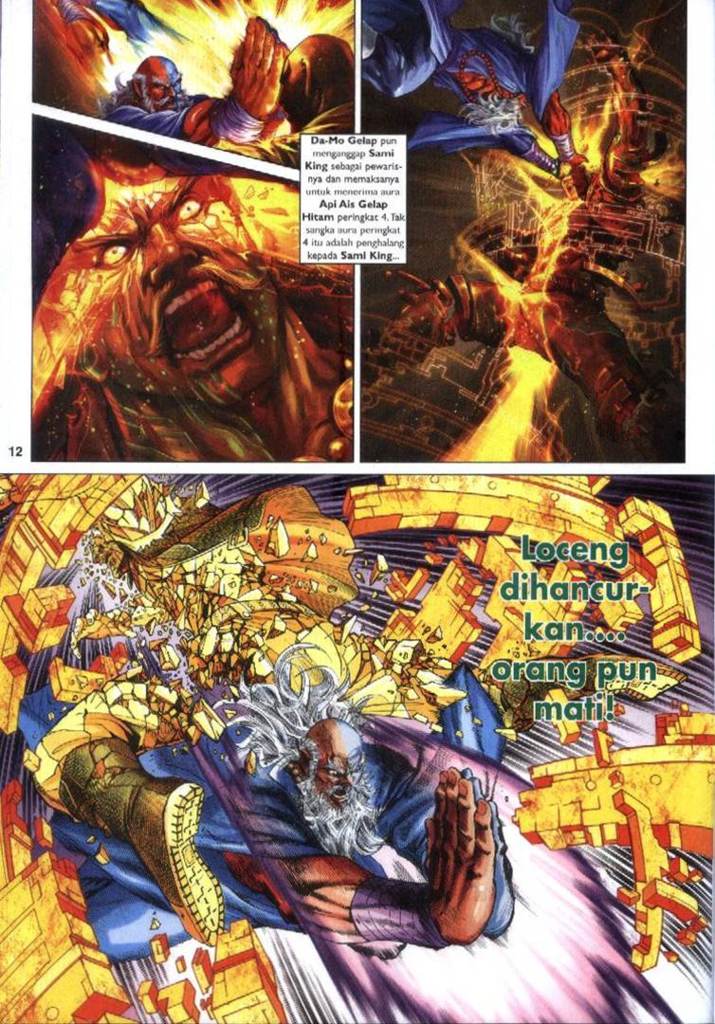 Da-Mo Gelap pun
menganggap Sami
King sebagai pewaris-
nya dan memaksanya
untuk menerima aura
Api Ais Gelap
Hitam peringkat 4. Tak
sangka aura peringkat
4 itu adalah penghalang
kepada Sami King...
12
Loceng
dihancur-
kan....
orang pun
mati!